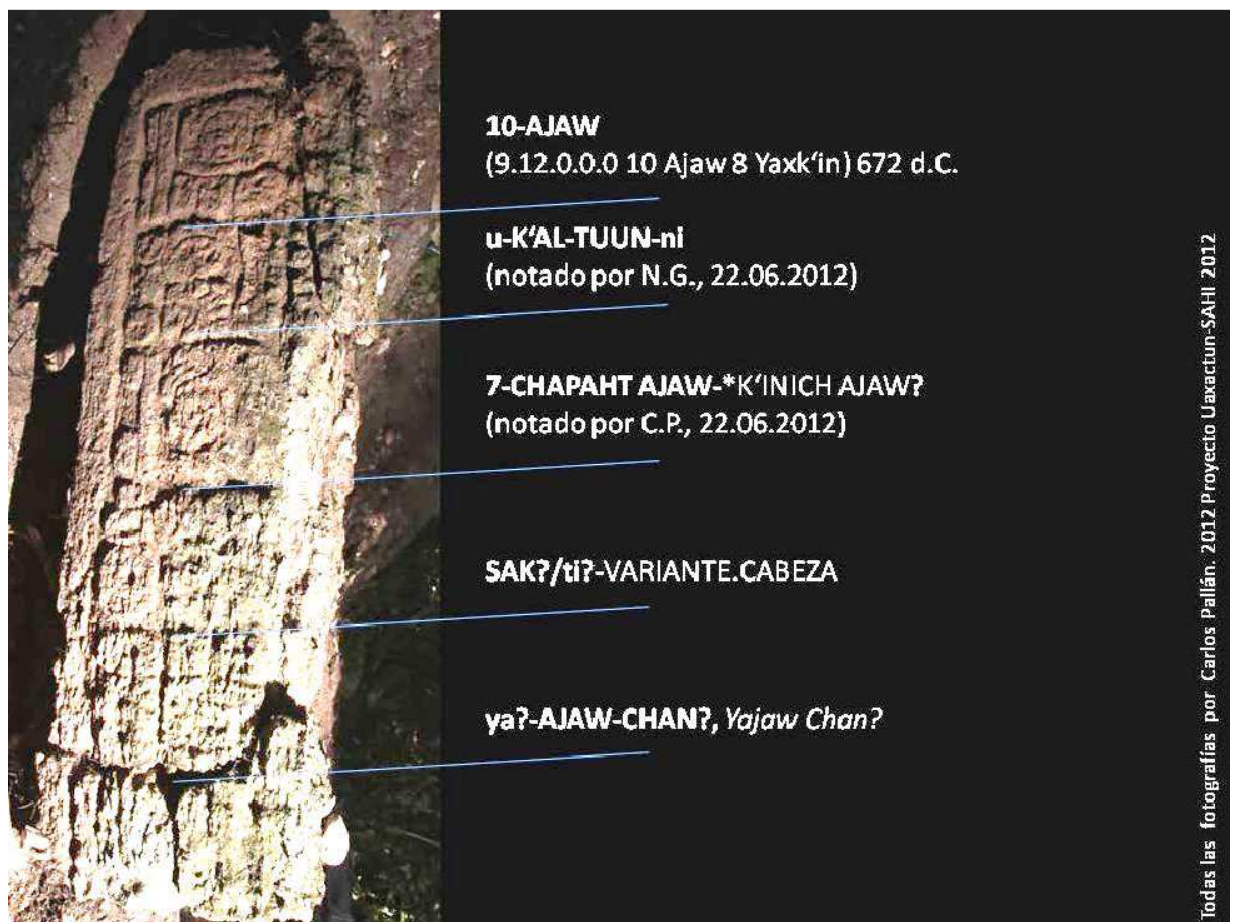 10-AJAW
(9.12.0.0.0 10 Ajaw 8 Yaxk‘in) 672 d.C.
u-K‘AL-TUUN-ni
(notado por N.G., 22.06.2012)
7-CHAPAHT AJAW-*K‘INICH AJAW?
(notado por C.P., 22.06.2012)
SAK?/ti?-VARIANTE.CABEZA
ya?-AJAW-CHAN?, Yajaw Chan?
Todas las fotografías por Carlos Pallán. 2012 Proyecto Uaxactun-SAHI 2012